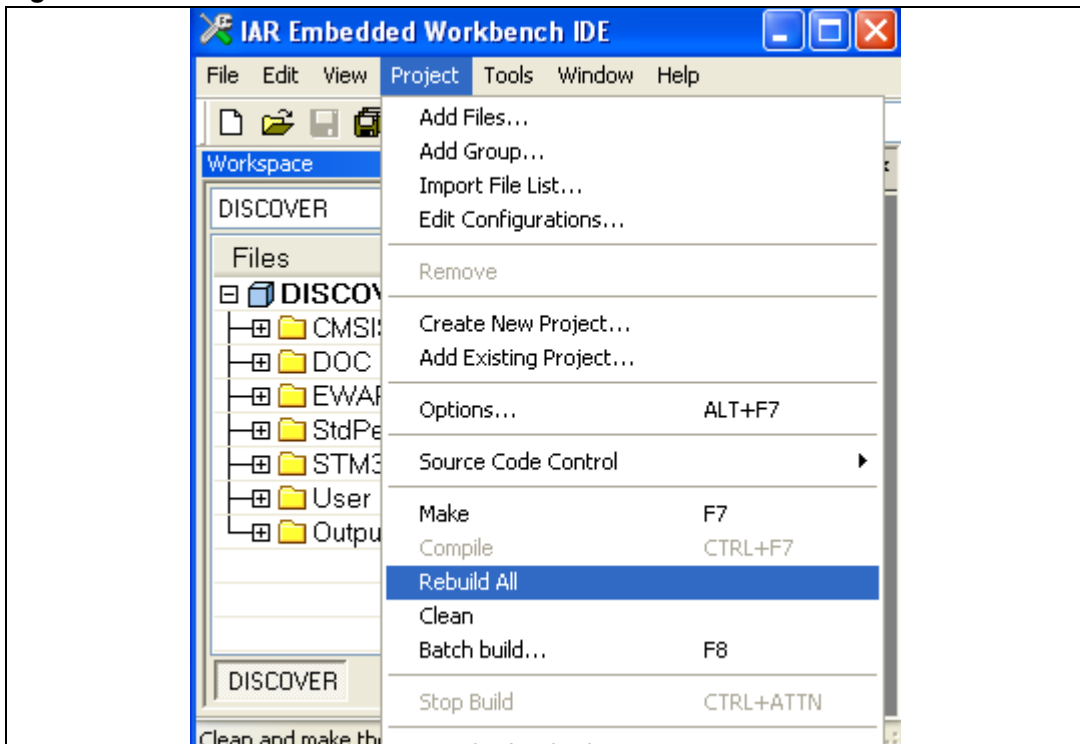 IAR Embedded Workbench IDE
File Edit View Project Tools Window Help
Add Files...
Add Group...
Workspace
Import File List...
DISCOVER
Edit Configurations...
Files
Remove
DISCOV
CMSI
Create New Project...
DOC
Add Existing Project...
EWAR
Options... ALT+F7
StdPe
STM3
Source Code Control
User
Make F7
Outpu
Compile CTRL+F7
Rebuild All
Clean
Batch build... F8
DISCOVER
Stop Build CTRL+ATTN
Clean and make th